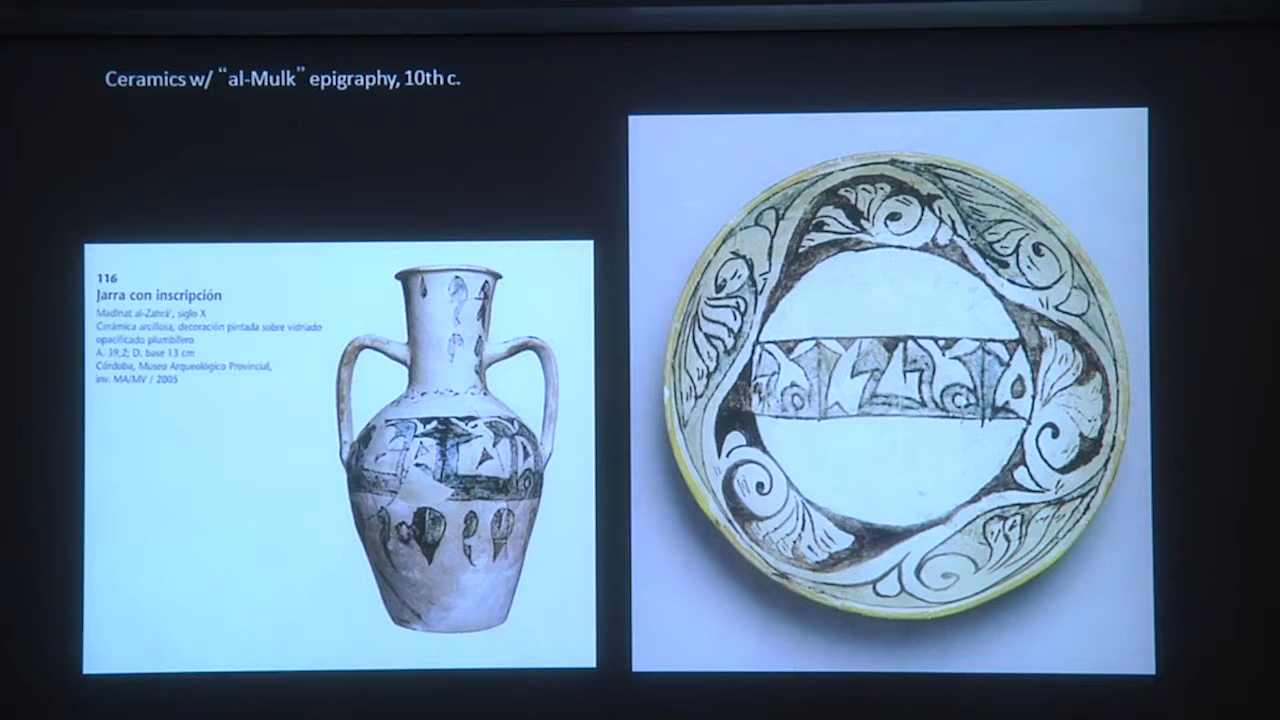 Ceramics w/ “al-Mulk” epigraphy, 10th c.
116
Jarra con inscripción
Madīnat al-Zahrā', siglo X
Cerámica arcillosa, decoración pintada sobre vidriado
opacificado plumbífero
A. 39,2; D. base 13 cm
Córdoba, Museo Arqueológico Provincial,
inv. MA/MV / 2005